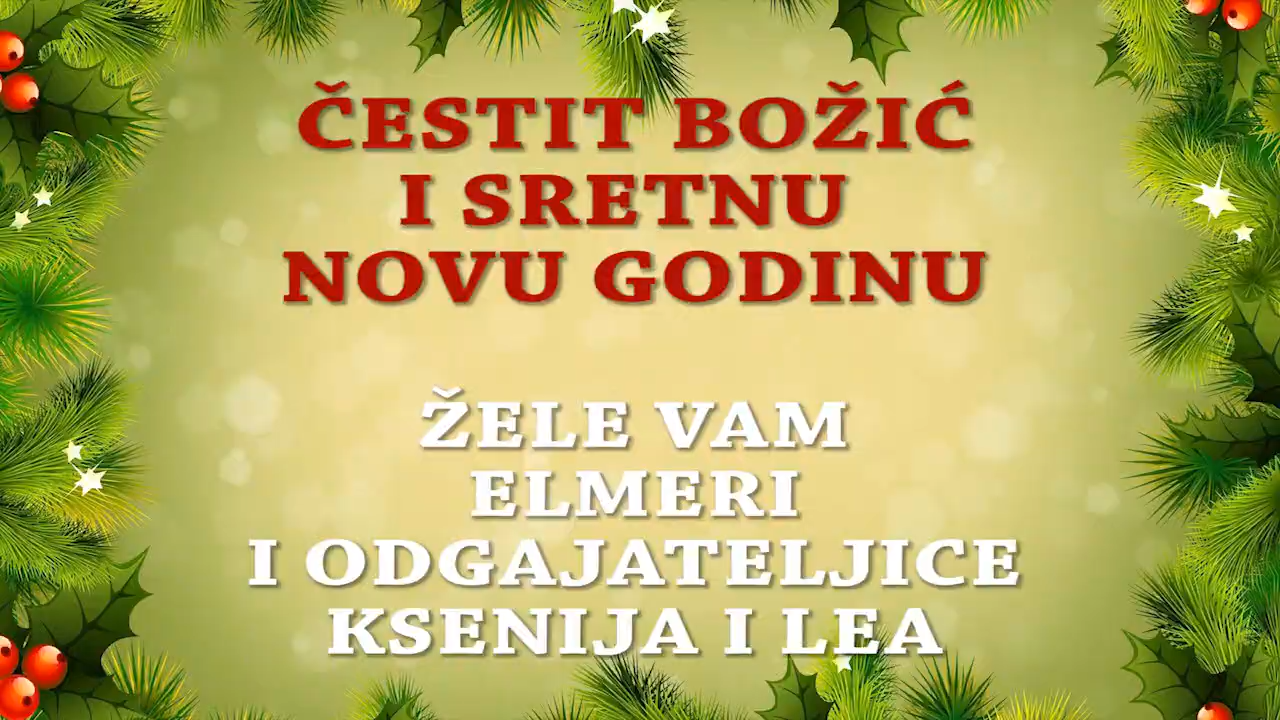 ČESTIT BOŽIĆ
I SRETNU
NOVU GODINU
ŽELE VAM
ELMERI
I ODGAJATELJICE
KSENIJA I LEA